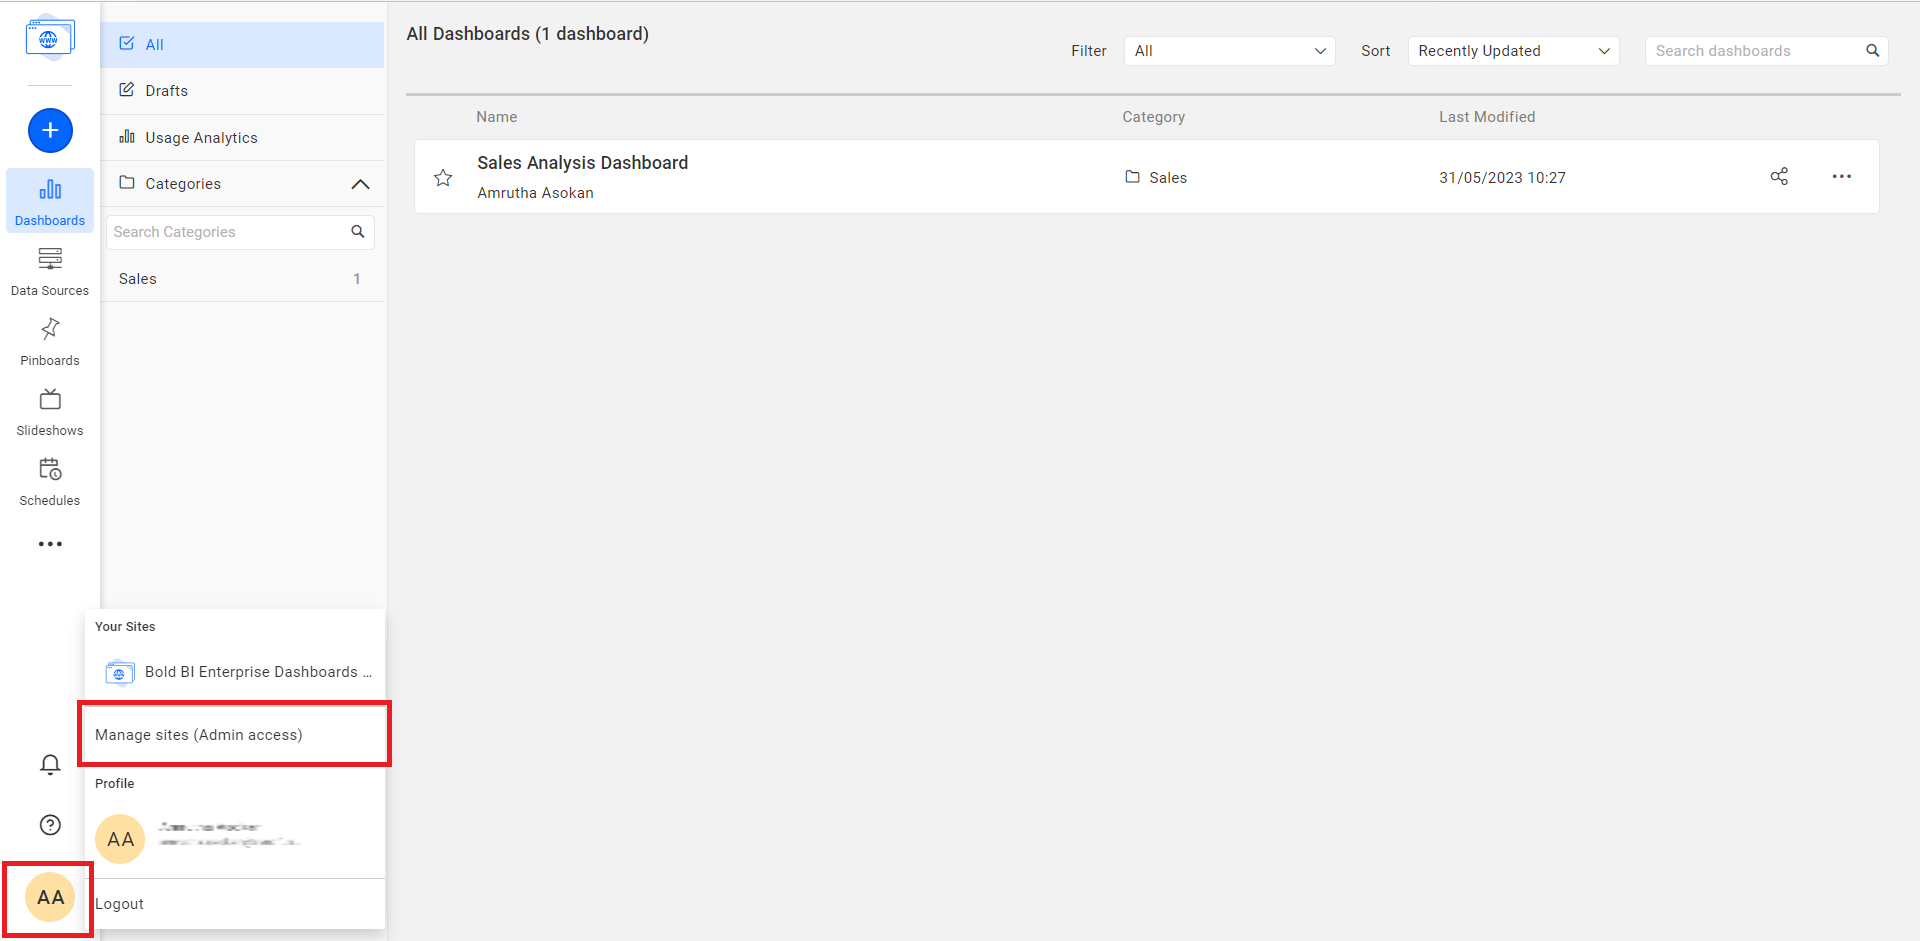 WWW
Dashboards
Data Sources
Pinboards
Slideshows
Schedules
AA
All
Drafts
Usage Analytics
Categories
Search Categories
Sales 1
Your Sites
Bold BI Enterprise Dashboards ...
Manage sites (Admin access)
Profile
AA
Logout
All Dashboards (1 dashboard)
Filter All Sort Recently Updated Search dashboards
Name Category Last Modified
Sales Analysis Dashboard
Amrutha Asokan
Sales
31/05/2023 10:27